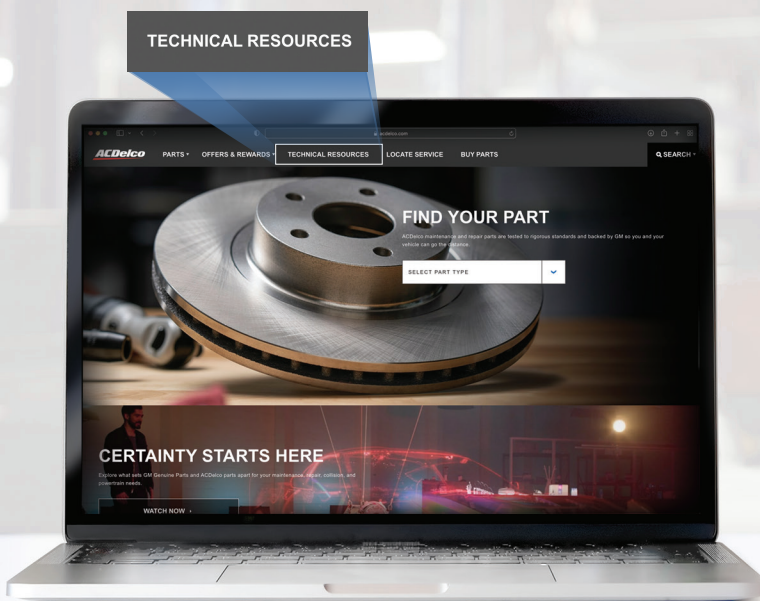 TECHNICAL RESOURCES
acdelco.com
ACDelco PARTS OFFERS & REWARDS TECHNICAL RESOURCES LOCATE SERVICE BUY PARTS SEARCH
FIND YOUR PART
ACDelco maintenance and repair parts are tested to rigorous standards and backed by GM so you and your
vehicle can go the distance.
SELECT PART TYPE
CERTAINTY STARTS HERE
Explore what sets GM Genuine Parts and ACDelco parts apart for your maintenance, repair, collision, and
powertrain needs.
WATCH NOW